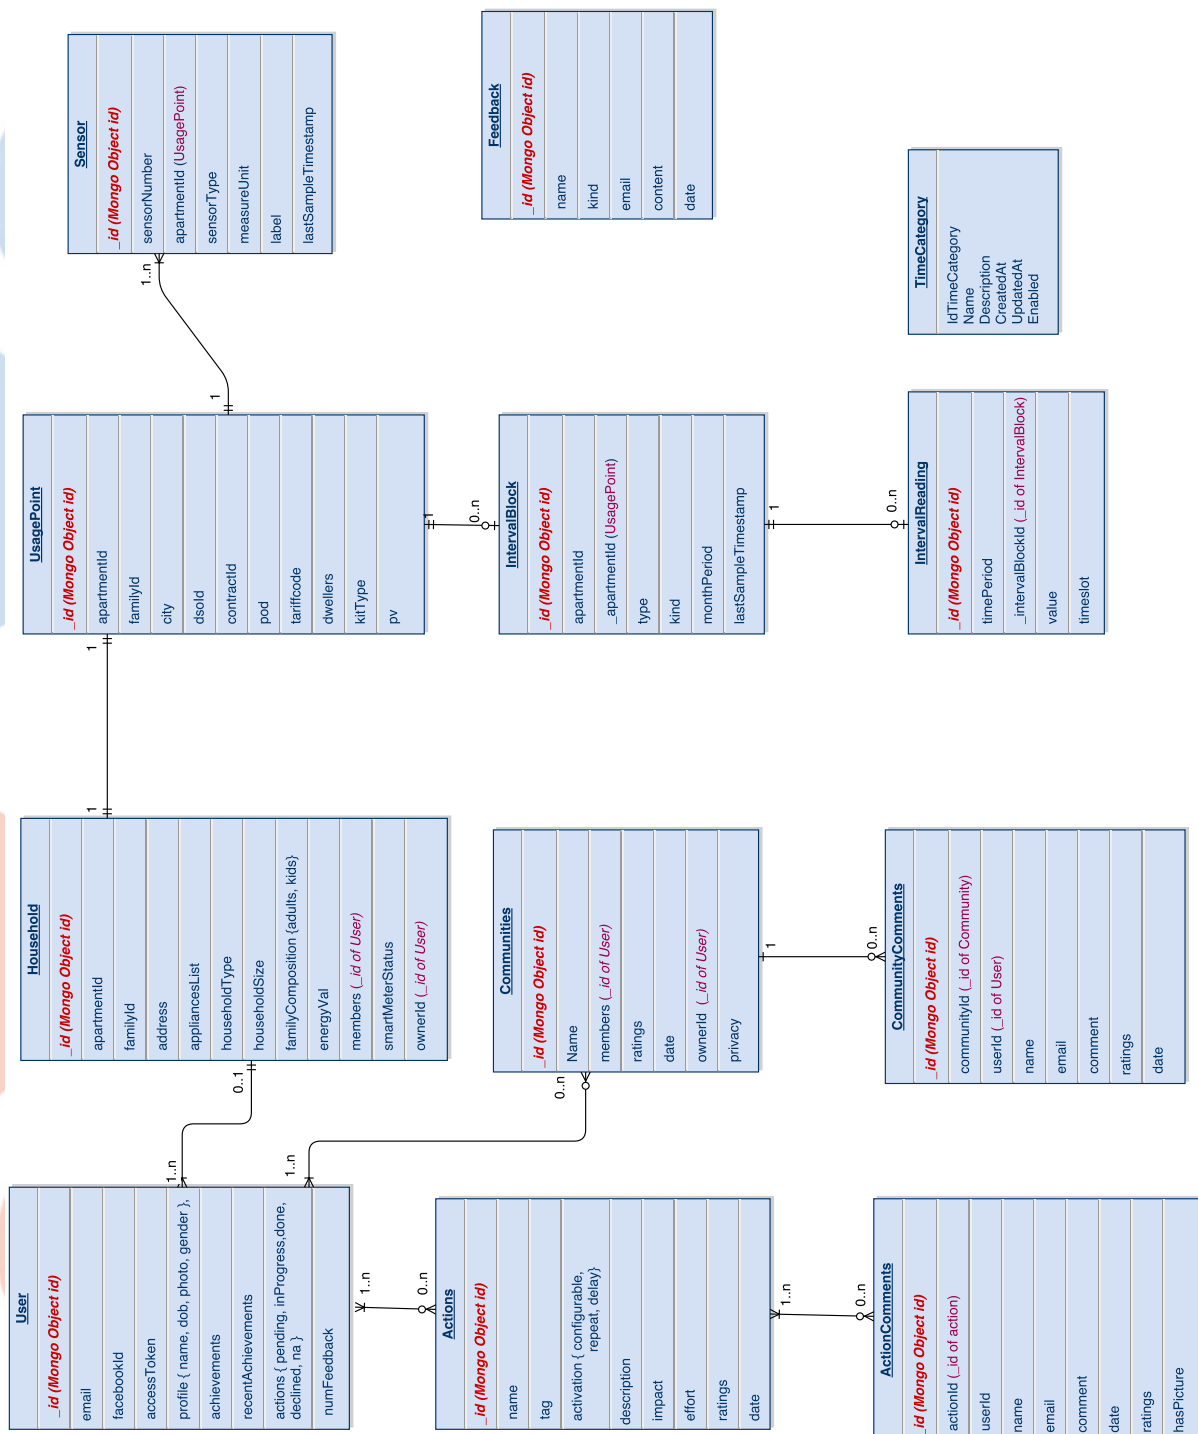 User
_id (Mongo Object id)
email
facebookId
accessToken
profile { name, dob, photo, gender },
achievements
recentAchievements
actions { pending, inProgress,done,
declined, na }
numFeedback
1..n
0..1
Household
_id (Mongo Object id)
apartmentId
familyId
address
appliancesList
householdType
householdSize
familyComposition {adults, kids}
energyVal
members (_id of User)
smartMeterStatus
ownerId (_id of User)
1
1
UsagePoint
_id (Mongo Object id)
apartmentId
familyId
city
dsoId
contractId
pod
tariffcode
dwellers
kitType
pv
1
1..n
Sensor
_id (Mongo Object id)
sensorNumber
apartmentId (UsagePoint)
sensorType
measureUnit
label
lastSampleTimestamp
1..n
0..n
1..n
0..n
1
0..n
Actions
_id (Mongo Object id)
name
tag
activation { configurable,
repeat, delay}
description
impact
effort
ratings
date
Communities
_id (Mongo Object id)
Name
members (_id of User)
ratings
date
ownerId (_id of User)
privacy
IntervalBlock
_id (Mongo Object id)
apartmentId
_apartmentId (UsagePoint)
type
kind
monthPeriod
lastSampleTimestamp
Feedback
_id (Mongo Object id)
name
kind
email
content
date
1..n
0..n
1
0..n
1
0..n
ActionComments
_id (Mongo Object id)
actionId (_id of action)
userId
name
email
comment
date
ratings
hasPicture
CommunityComments
_id (Mongo Object id)
communityId (_id of Community)
userId (_id of User)
name
email
comment
ratings
date
IntervalReading
_id (Mongo Object id)
timePeriod
_intervalBlockId (_id of IntervalBlock)
value
timeslot
TimeCategory
IdTimeCategory
Name
Description
CreatedAt
UpdatedAt
Enabled